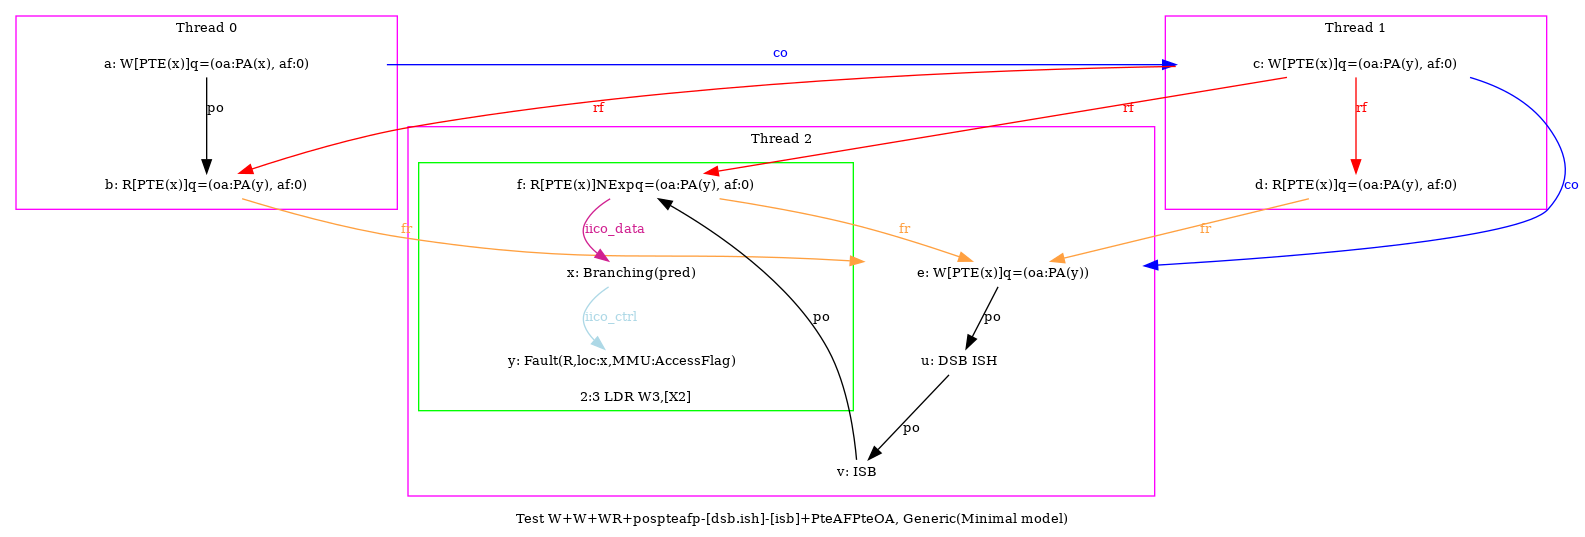 Thread 0
Thread 1
co
a: W[PTE(x)]q=(oa:PA(x), af:0)
c: W[PTE(x)]q=(oa:PA(y), af:0)
po
rf
rf
rf
Thread 2
b: R[PTE(x)]q=(oa:PA(y), af:0)
f: R[PTE(x)]NExpq=(oa:PA(y), af:0)
d: R[PTE(x)]q=(oa:PA(y), af:0)
co
fr
iico_data
fr
fr
x: Branching(pred)
e: W[PTE(x)]q=(oa:PA(y))
iico_ctrl
po
po
y: Fault(R,loc:x,MMU:AccessFlag)
u: DSB ISH
2:3 LDR W3,[X2]
po
v: ISB
Test W+W+WR+pospteafp-[dsb.ish]-[isb]+PteAFPteOA, Generic(Minimal model)